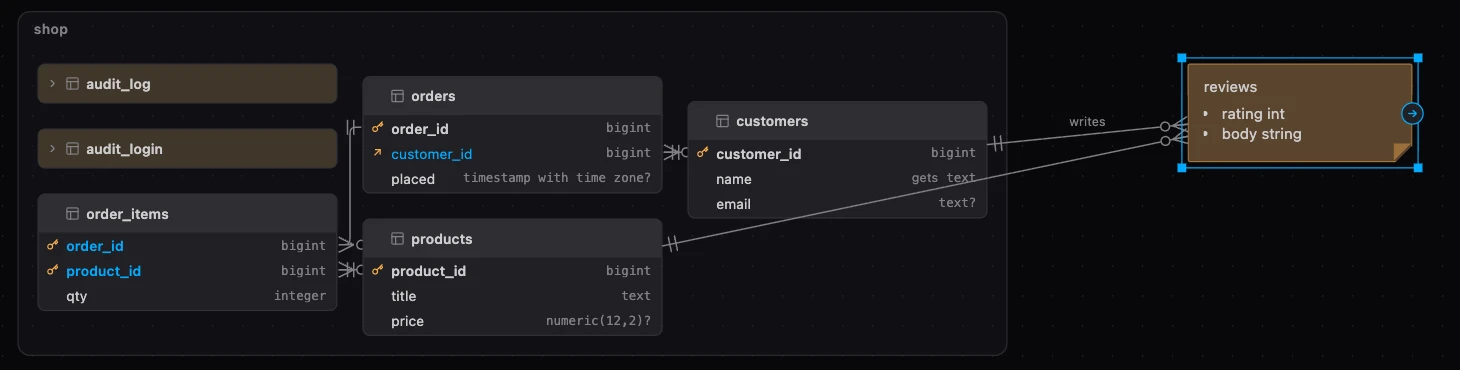 shop
audit_log
audit_login
order_items
order_id bigint
product_id bigint
qty integer
orders
order_id bigint
customer_id bigint
placed timestamp with time zone?
products
product_id bigint
title text
price numeric(12,2)?
customers
customer_id bigint
name text
email text?
writes
gets
reviews
• rating int
• body string